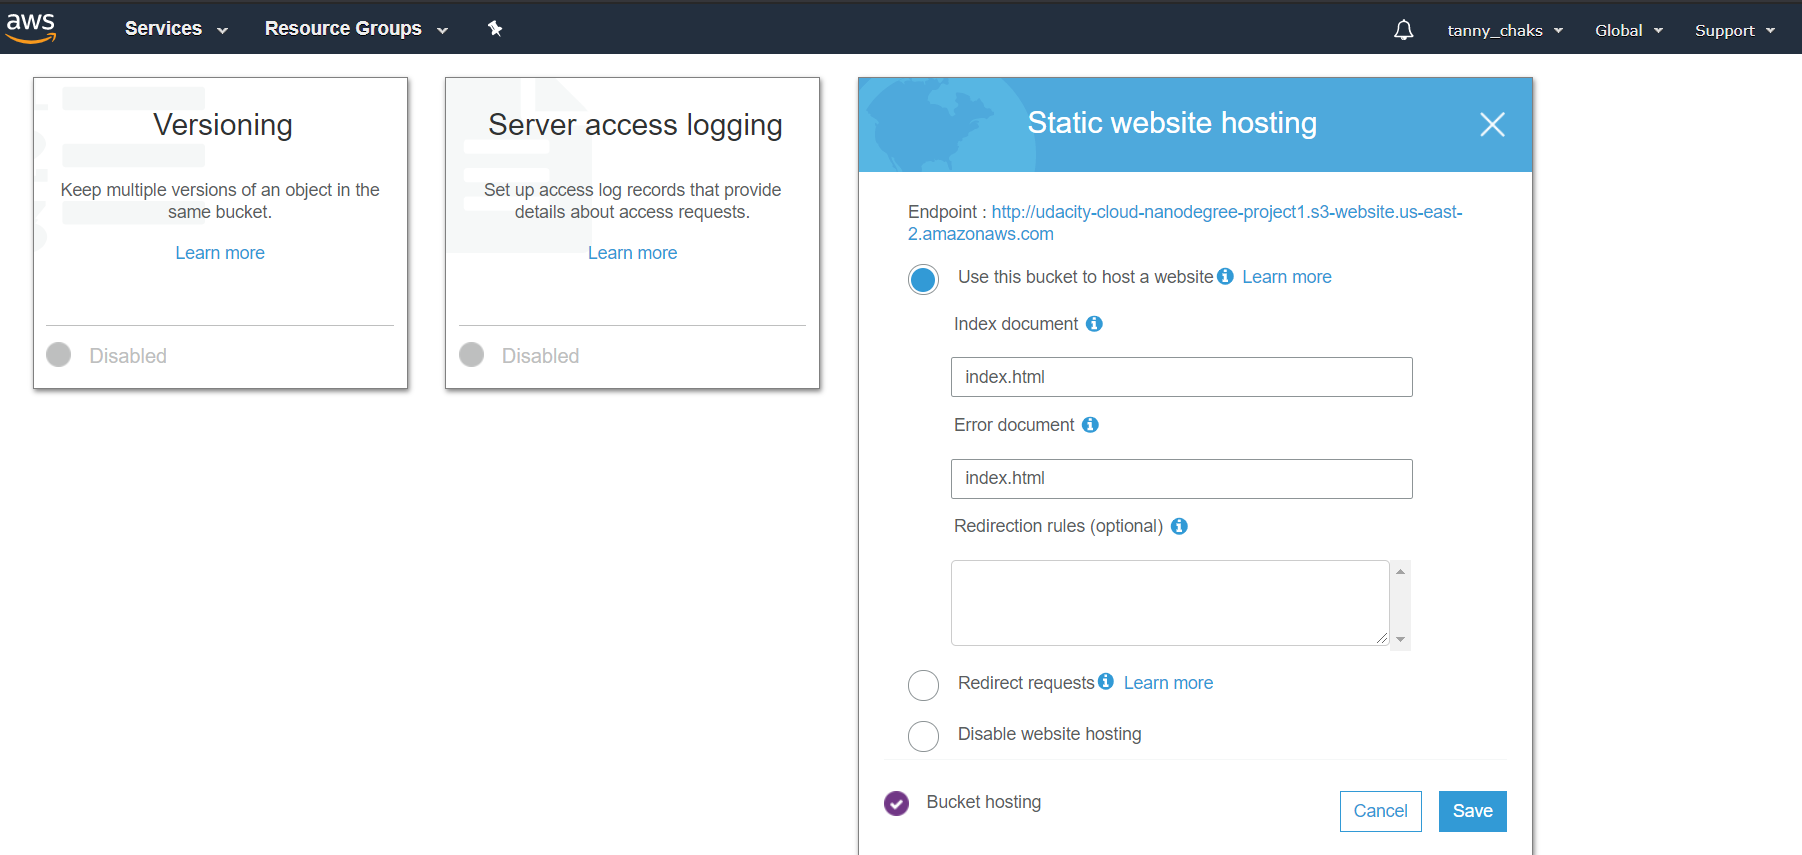 aws Services Resource Groups tanny_chaks Global Support
Versioning
Keep multiple versions of an object in the
same bucket.
Learn more
Disabled
Server access logging
Set up access log records that provide
details about access requests.
Learn more
Disabled
Static website hosting
Endpoint : http://udacity-cloud-nanodegree-project1.s3-website.us-east-
2.amazonaws.com
Use this bucket to host a website Learn more
Index document
index.html
Error document
index.html
Redirection rules (optional)
Redirect requests Learn more
Disable website hosting
Bucket hosting
Cancel Save